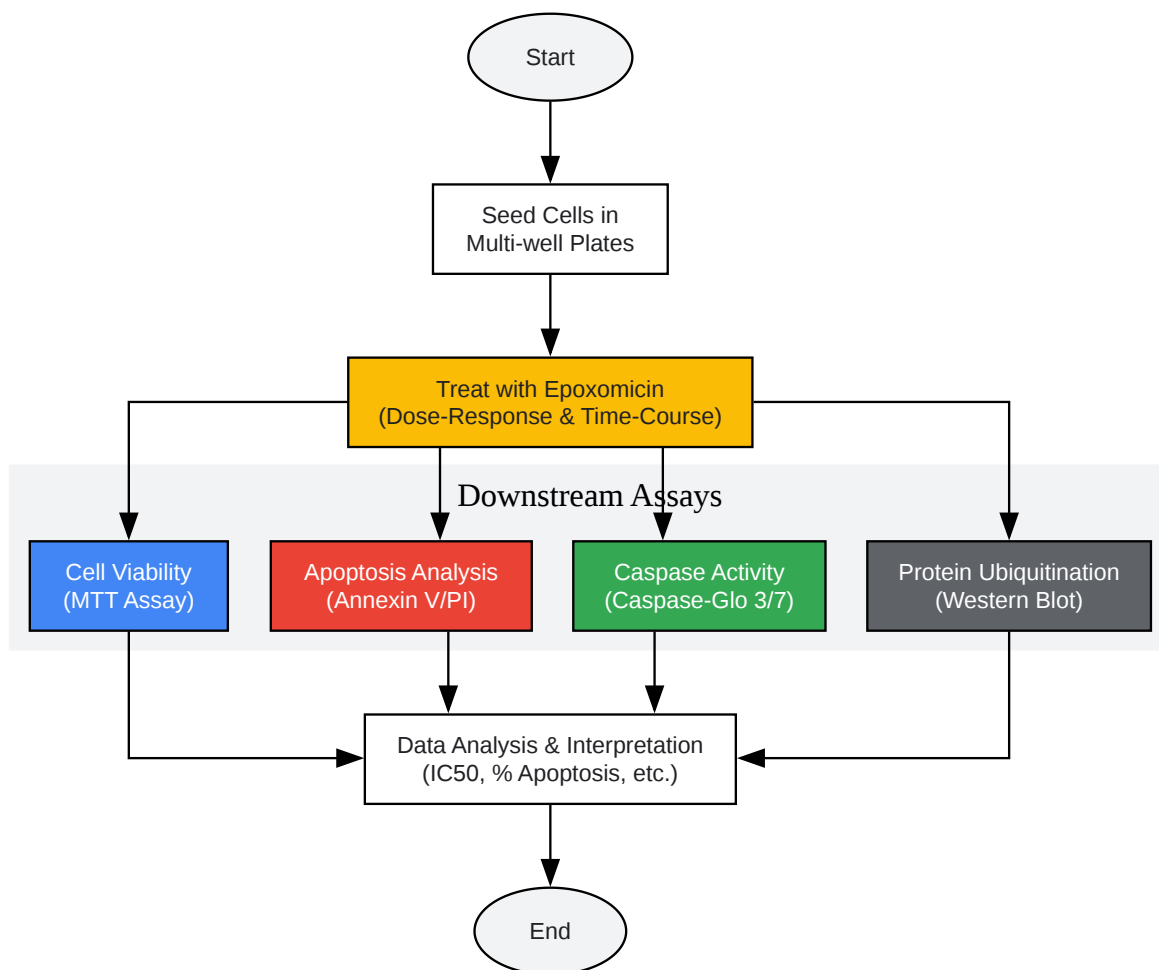 Start
Seed Cells in
Multi-well Plates
Treat with Epoxomicin
(Dose-Response & Time-Course)
Downstream Assays
Cell Viability
(MTT Assay)
Apoptosis Analysis
(Annexin V/PI)
Caspase Activity
(Caspase-Glo 3/7)
Protein Ubiquitination
(Western Blot)
Data Analysis & Interpretation
(IC50, % Apoptosis, etc.)
End